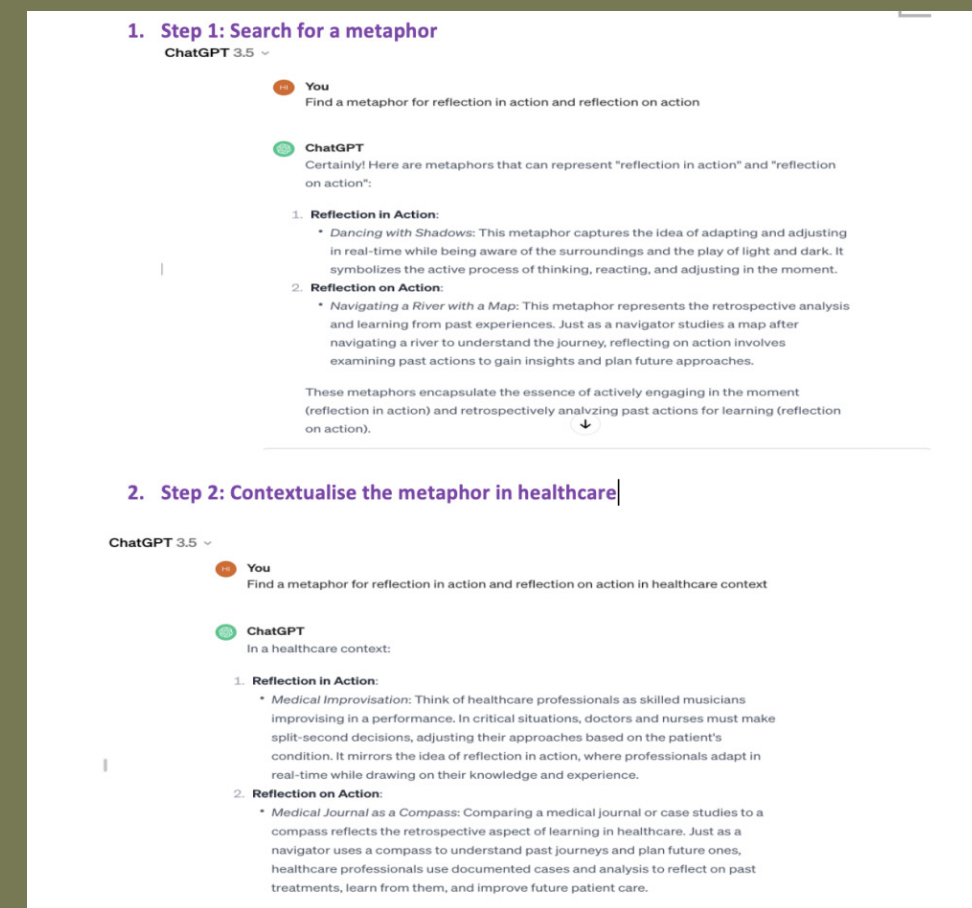 1. Step 1: Search for a metaphor
ChatGPT 3.5
HI
You
Find a metaphor for reflection in action and reflection on action
ChatGPT
Certainly! Here are metaphors that can represent "reflection in action" and "reflection
on action":
1. Reflection in Action:
• Dancing with Shadows: This metaphor captures the idea of adapting and adjusting
in real-time while being aware of the surroundings and the play of light and dark. It
symbolizes the active process of thinking, reacting, and adjusting in the moment.
2. Reflection on Action:
• Navigating a River with a Map: This metaphor represents the retrospective analysis
and learning from past experiences. Just as a navigator studies a map after
navigating a river to understand the journey, reflecting on action involves
examining past actions to gain insights and plan future approaches.
These metaphors encapsulate the essence of actively engaging in the moment
(reflection in action) and retrospectively analyzing past actions for learning (reflection
on action).
2. Step 2: Contextualise the metaphor in healthcare
ChatGPT 3.5
HI
You
Find a metaphor for reflection in action and reflection on action in healthcare context
ChatGPT
In a healthcare context:
1. Reflection in Action:
• Medical Improvisation: Think of healthcare professionals as skilled musicians
improvising in a performance. In critical situations, doctors and nurses must make
split-second decisions, adjusting their approaches based on the patient's
condition. It mirrors the idea of reflection in action, where professionals adapt in
real-time while drawing on their knowledge and experience.
2. Reflection on Action:
• Medical Journal as a Compass: Comparing a medical journal or case studies to a
compass reflects the retrospective aspect of learning in healthcare. Just as a
navigator uses a compass to understand past journeys and plan future ones,
healthcare professionals use documented cases and analysis to reflect on past
treatments, learn from them, and improve future patient care.